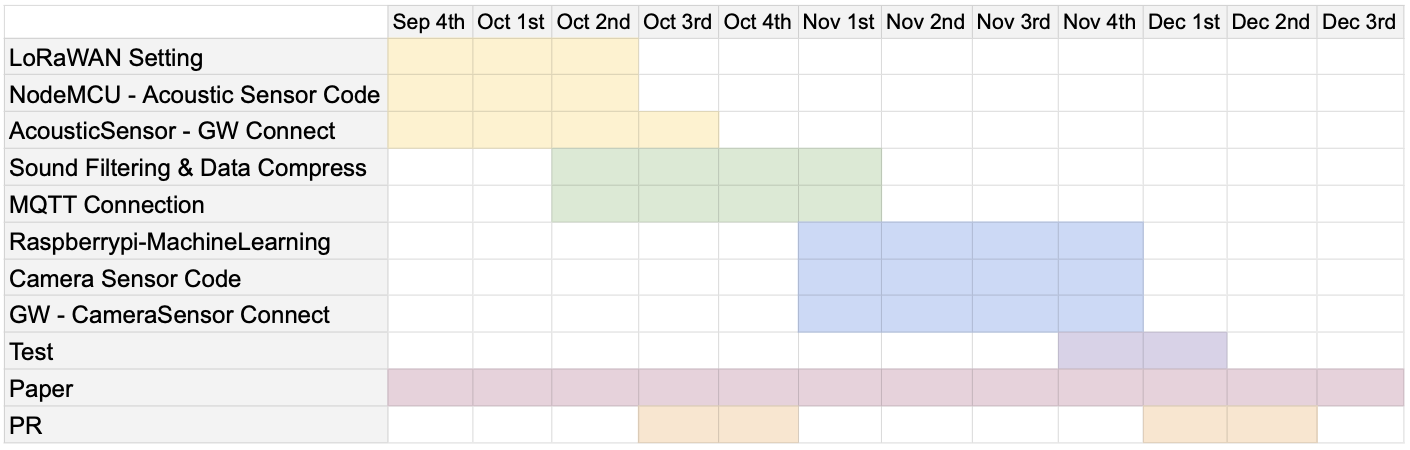 Sep 4th Oct 1st Oct 2nd Oct 3rd Oct 4th Nov 1st Nov 2nd Nov 3rd Nov 4th Dec 1st Dec 2nd Dec 3rd
LoRaWAN Setting
NodeMCU - Acoustic Sensor Code
AcousticSensor - GW Connect
Sound Filtering & Data Compress
MQTT Connection
Raspberrypi-MachineLearning
Camera Sensor Code
GW - CameraSensor Connect
Test
Paper
PR